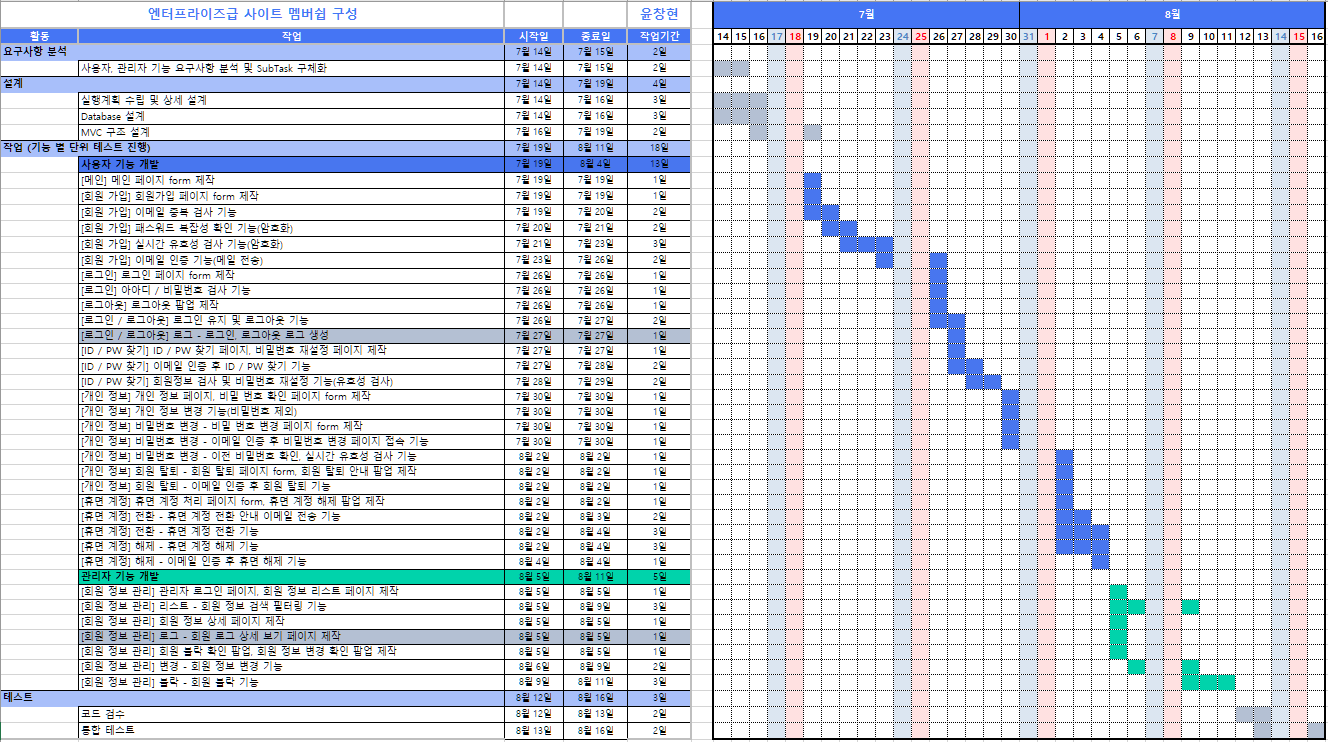 엔터프라이즈급 사이트 멤버쉽 구성 윤창현 7월 8월
활동 작업 시작일 종료일 작업기간 14 15 16 17 18 19 20 21 22 23 24 25 26 27 28 29 30 31 1 2 3 4 5 6 7 8 9 10 11 12 13 14 15 16
요구사항 분석 7월 14일 7월 15일 2일
사용자, 관리자 기능 요구사항 분석 및 SubTask 구체화 7월 14일 7월 15일 2일
설계 7월 14일 7월 19일 4일
실행계획 수립 및 상세 설계 7월 14일 7월 16일 3일
Database 설계 7월 14일 7월 16일 3일
MVC 구조 설계 7월 16일 7월 19일 2일
작업 (기능 별 단위 테스트 진행) 7월 19일 8월 11일 18일
사용자 기능 개발 7월 19일 8월 4일 13일
[메인] 메인 페이지 form 제작 7월 19일 7월 19일 1일
[회원 가입] 회원가입 페이지 form 제작 7월 19일 7월 19일 1일
[회원 가입] 이메일 중복 검사 기능 7월 19일 7월 20일 2일
[회원 가입] 패스워드 복잡성 확인 기능(암호화) 7월 20일 7월 21일 2일
[회원 가입] 실시간 유효성 검사 기능(암호화) 7월 21일 7월 23일 3일
[회원 가입] 이메일 인증 기능(메일 전송) 7월 23일 7월 26일 2일
[로그인] 로그인 페이지 form 제작 7월 26일 7월 26일 1일
[로그인] 아아디 / 비밀번호 검사 기능 7월 26일 7월 26일 1일
[로그아웃] 로그아웃 팝업 제작 7월 26일 7월 26일 1일
[로그인 / 로그아웃] 로그인 유지 및 로그아웃 기능 7월 26일 7월 27일 2일
[로그인 / 로그아웃] 로그 - 로그인, 로그아웃 로그 생성 7월 27일 7월 27일 1일
[ID / PW 찾기] ID / PW 찾기 페이지, 비밀번호 재설정 페이지 제작 7월 27일 7월 27일 1일
[ID / PW 찾기] 이메일 인증 후 ID / PW 찾기 기능 7월 27일 7월 28일 2일
[ID / PW 찾기] 회원정보 검사 및 비밀번호 재설정 기능(유효성 검사) 7월 28일 7월 29일 2일
[개인 정보] 개인 정보 페이지, 비밀 번호 확인 페이지 form 제작 7월 30일 7월 30일 1일
[개인 정보] 개인 정보 변경 기능(비밀번호 제외) 7월 30일 7월 30일 1일
[개인 정보] 비밀번호 변경 - 비밀 번호 변경 페이지 form 제작 7월 30일 7월 30일 1일
[개인 정보] 비밀번호 변경 - 이메일 인증 후 비밀번호 변경 페이지 접속 기능 7월 30일 7월 30일 1일
[개인 정보] 비밀번호 변경 - 이전 비밀번호 확인, 실시간 유효성 검사 기능 8월 2일 8월 2일 1일
[개인 정보] 회원 탈퇴 - 회원 탈퇴 페이지 form, 회원 탈퇴 안내 팝업 제작 8월 2일 8월 2일 1일
[개인 정보] 회원 탈퇴 - 이메일 인증 후 회원 탈퇴 기능 8월 2일 8월 2일 1일
[휴면 계정] 휴면 계정 처리 페이지 form, 휴면 계정 해제 팝업 제작 8월 2일 8월 2일 1일
[휴면 계정] 전환 - 휴면 계정 전환 안내 이메일 전송 기능 8월 2일 8월 3일 2일
[휴면 계정] 전환 - 휴면 계정 전환 기능 8월 2일 8월 4일 3일
[휴면 계정] 해제 - 휴면 계정 해제 기능 8월 2일 8월 4일 3일
[휴면 계정] 해제 - 이메일 인증 후 휴면 해제 기능 8월 4일 8월 4일 1일
관리자 기능 개발 8월 5일 8월 11일 5일
[회원 정보 관리] 관리자 로그인 페이지, 회원 정보 리스트 페이지 제작 8월 5일 8월 5일 1일
[회원 정보 관리] 리스트 - 회원 정보 검색 필터링 기능 8월 5일 8월 9일 3일
[회원 정보 관리] 회원 정보 상세 페이지 제작 8월 5일 8월 5일 1일
[회원 정보 관리] 로그 - 회원 로그 상세 보기 페이지 제작 8월 5일 8월 5일 1일
[회원 정보 관리] 회원 블락 확인 팝업, 회원 정보 변경 확인 팝업 제작 8월 5일 8월 5일 1일
[회원 정보 관리] 변경 - 회원 정보 변경 기능 8월 6일 8월 9일 2일
[회원 정보 관리] 블락 - 회원 블락 기능 8월 9일 8월 11일 3일
테스트 8월 12일 8월 16일 3일
코드 검수 8월 12일 8월 13일 2일
통합 테스트 8월 13일 8월 16일 2일